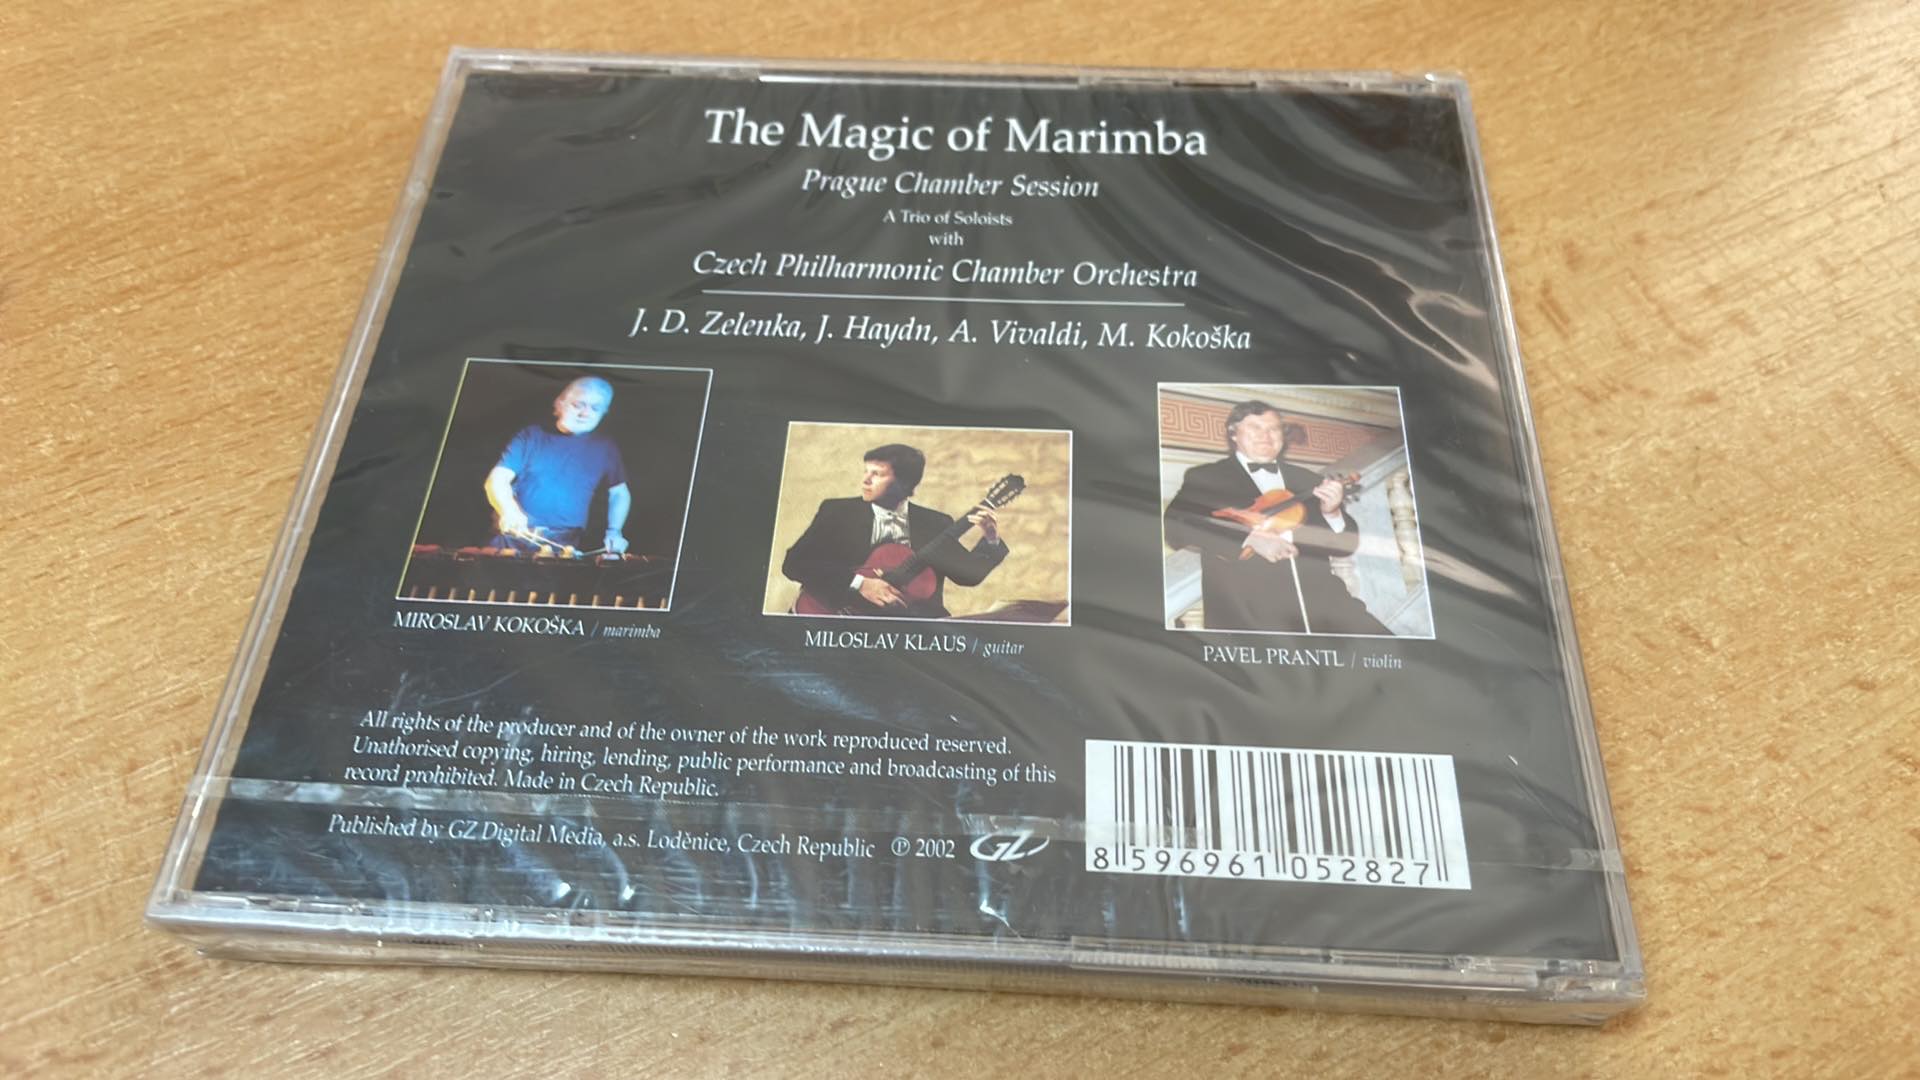 The Magic of Marimba
Prague Chamber Session
A Trio of Soloists
with
Czech Philharmonic Chamber Orchestra
J. D. Zelenka, J. Haydn, A. Vivaldi, M. Kokoška
MIROSLAV KOKOŠKA / marimba
MILOSLAV KLAUS / guitar
PAVEL PRANTL / violin
All rights of the producer and of the owner of the work reproduced reserved.
Unathorised copying, hiring, lending, public performance and broadcasting of this
record prohibited. Made in Czech Republic.
Published by GZ Digital Media, a.s. Loděnice, Czech Republic ℗ 2002 GZ
8 596961 052827